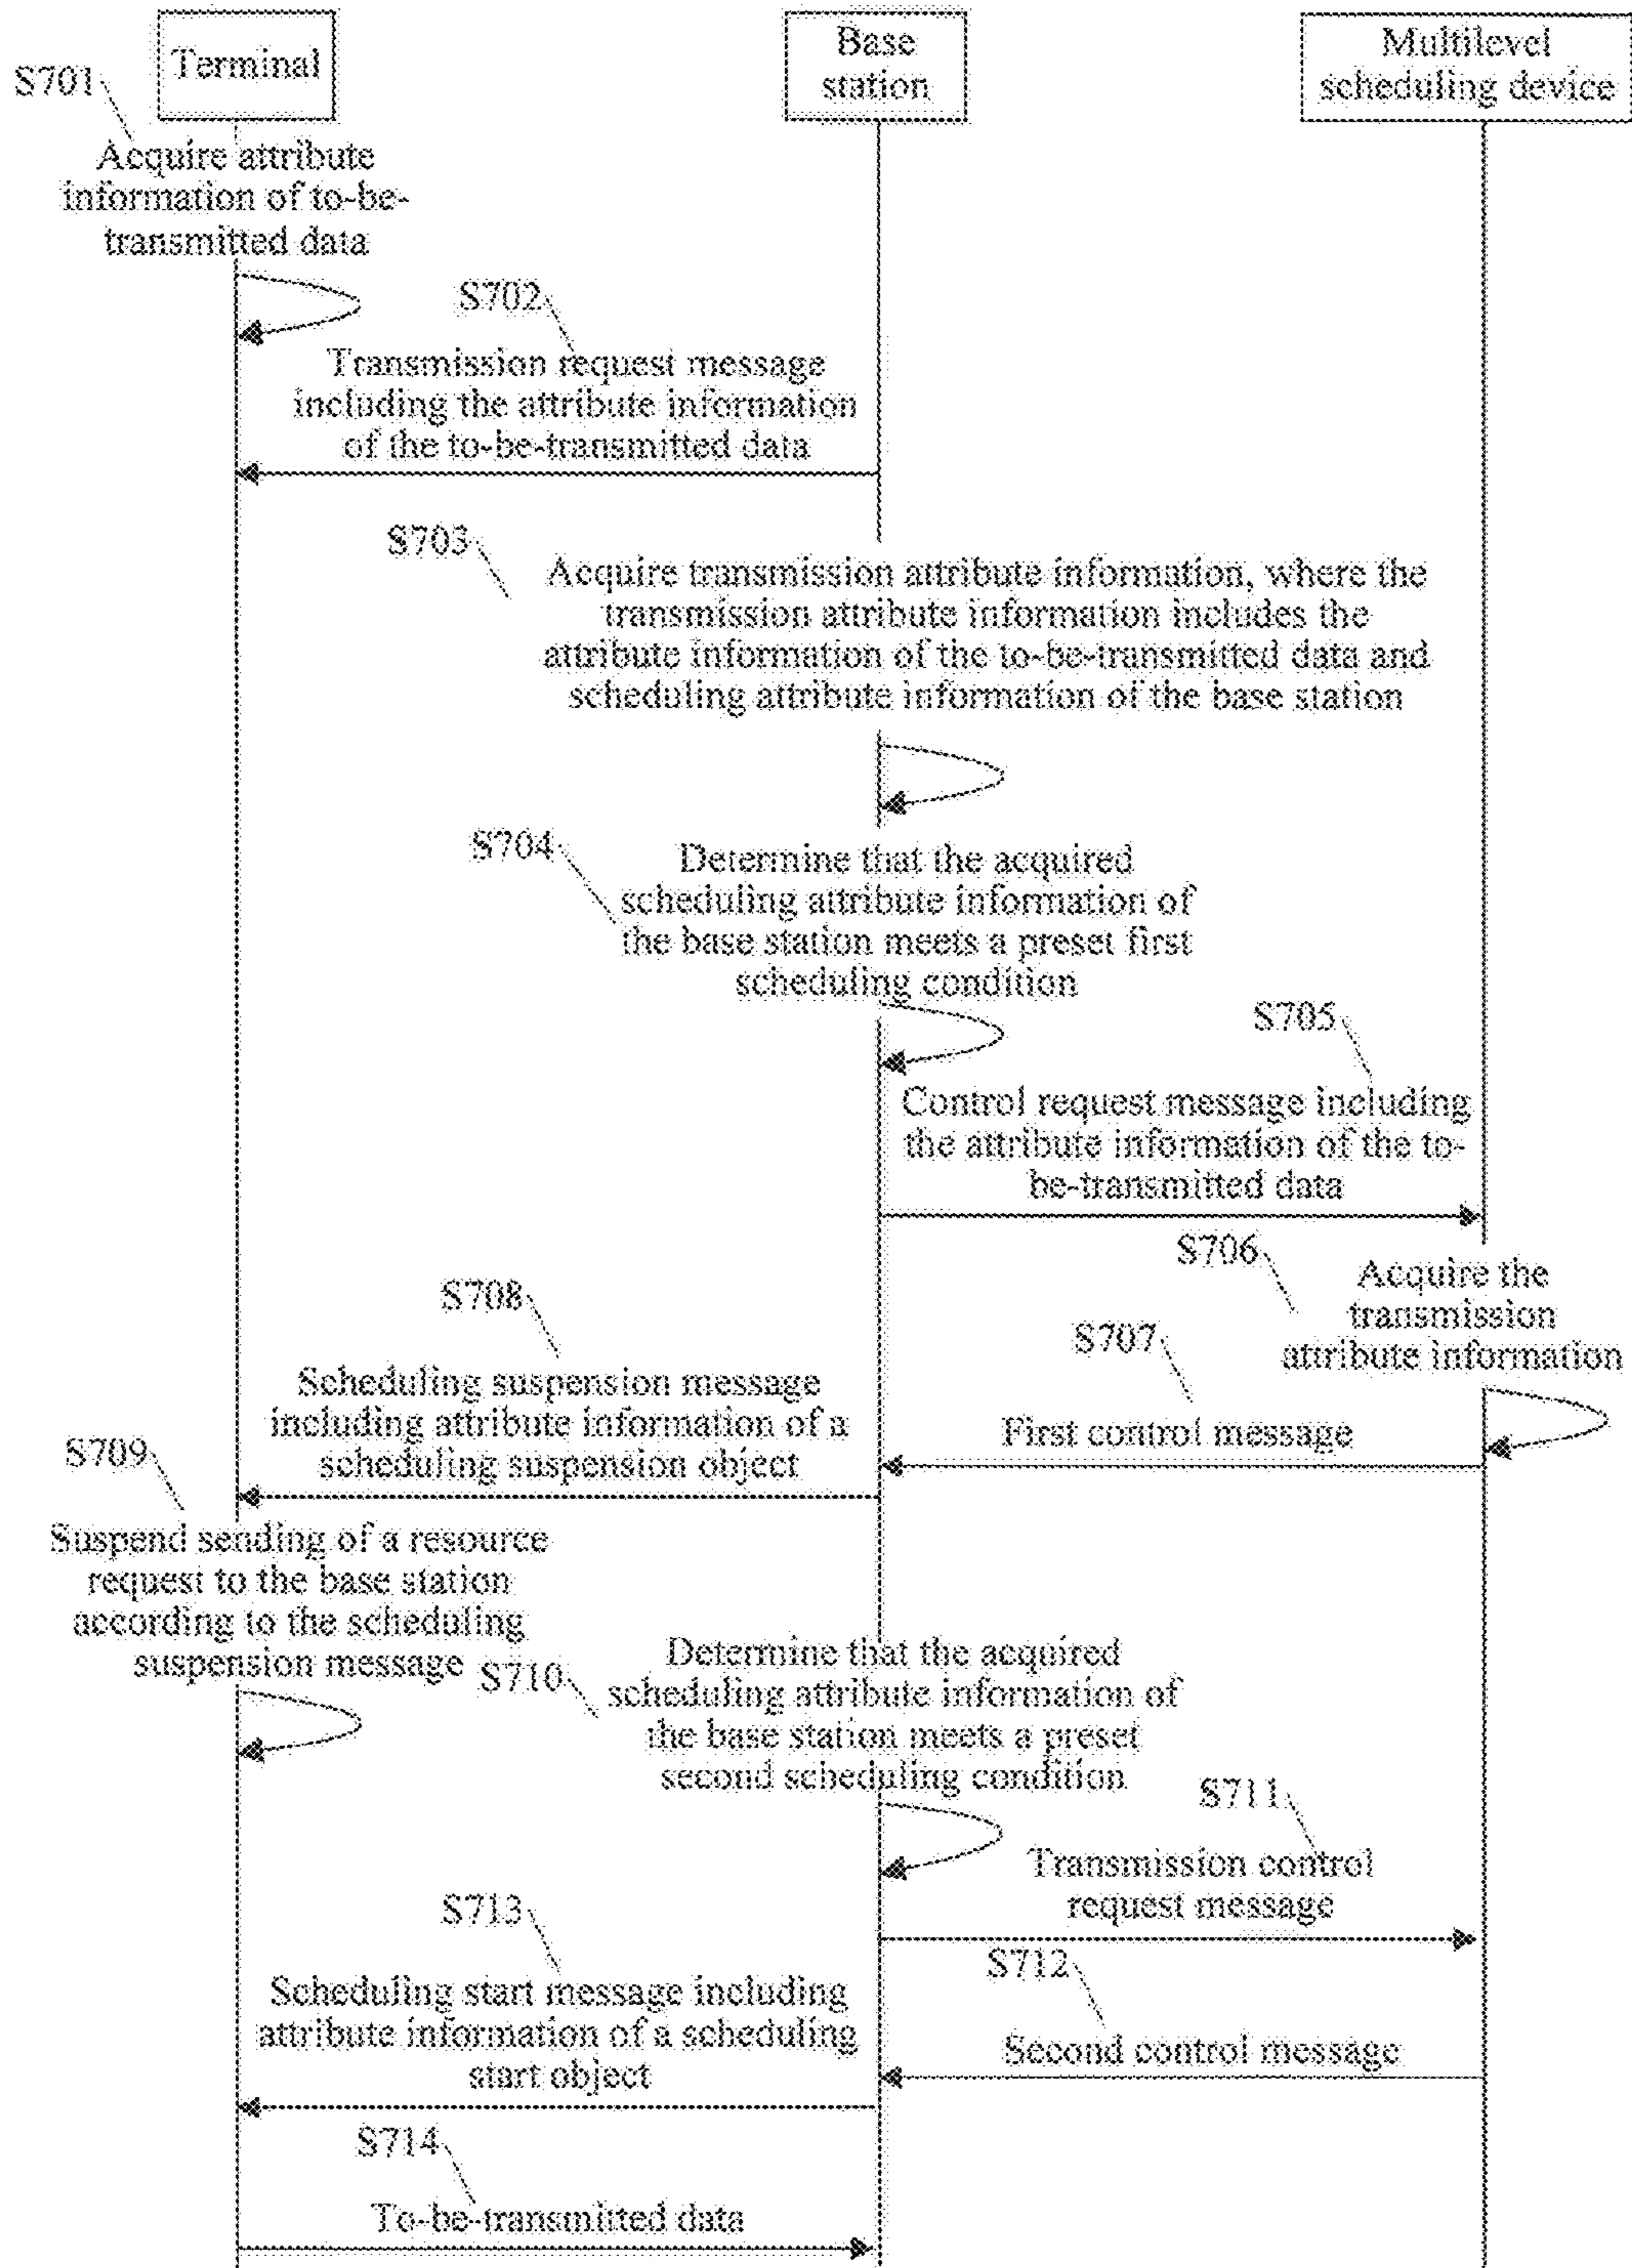 Terminal
Base
station
Multilevel
scheduling device
S701
Acquire attribute
information of to-be-
transmitted data
S702
Transmission request message
including the attribute information
of the to-be-transmitted data
S703
Acquire transmission attribute information, where the
transmission attribute information includes the
attribute information of the to-be-transmitted data and
scheduling attribute information of the base station
S704
Determine that the acquired
scheduling attribute information of
the base station meets a preset first
scheduling condition
S705
Control request message including
the attribute information of the to-
be-transmitted data
S706
Acquire the
transmission
attribute information
S707
First control message
S708
Scheduling suspension message
including attribute information of a
scheduling suspension object
S709
Suspend sending of a resource
request to the base station
according to the scheduling
suspension message
S710
Determine that the acquired
scheduling attribute information of
the base station meets a preset
second scheduling condition
S711
Transmission control
request message
S712
Second control message
S713
Scheduling start message including
attribute information of a scheduling
start object
S714
To-be-transmitted data